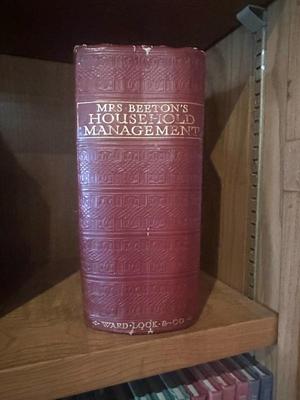 MRS BEETON'S
HOUSEHOLD
MANAGEMENT
WARD·LOCK·&·CO